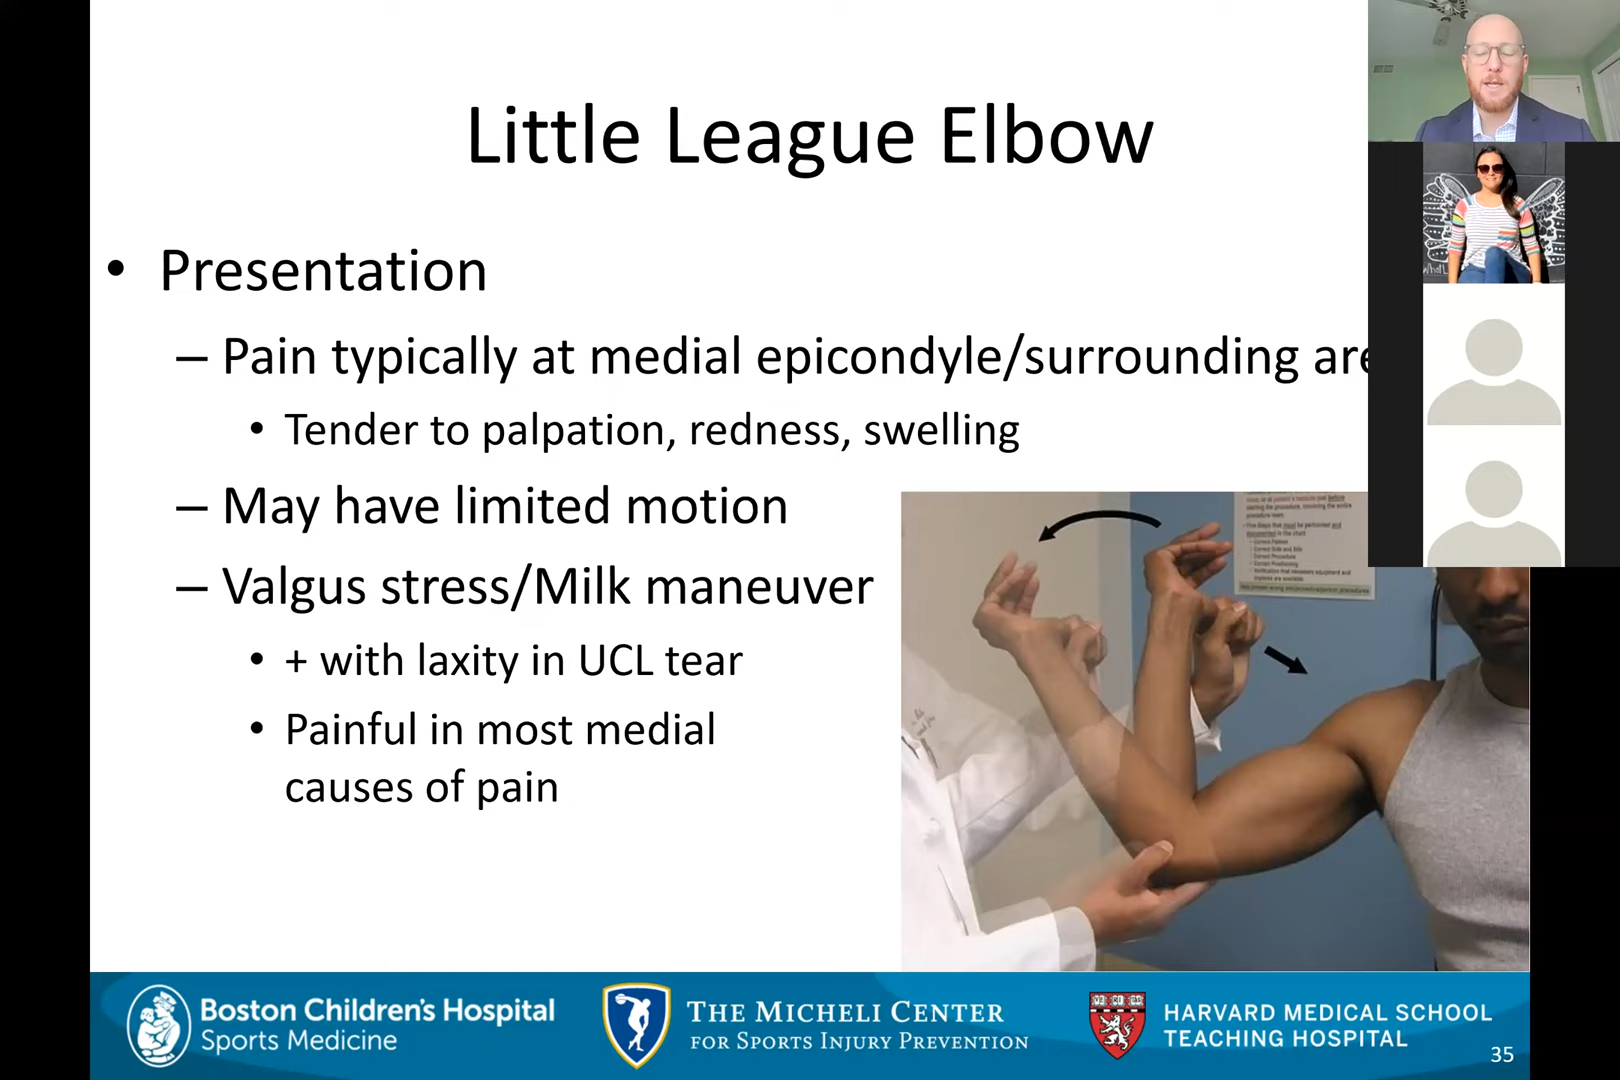 Little League Elbow
• Presentation
– Pain typically at medial epicondyle/surrounding are
• Tender to palpation, redness, swelling
– May have limited motion
– Valgus stress/Milk maneuver
• + with laxity in UCL tear
• Painful in most medial
causes of pain
Boston Children's Hospital
Sports Medicine
THE MICHELI CENTER
FOR SPORTS INJURY PREVENTION
HARVARD MEDICAL SCHOOL
TEACHING HOSPITAL
35